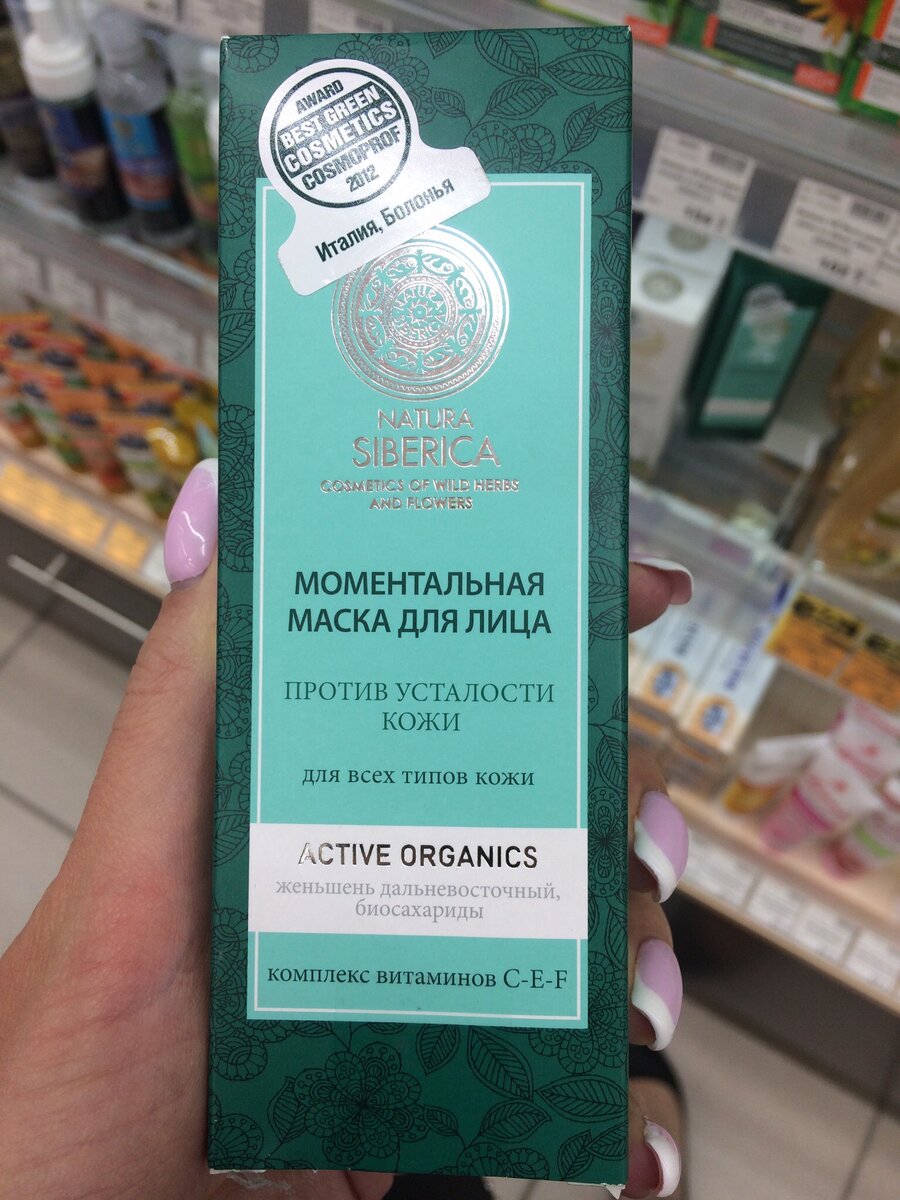 AWARD
BEST GREEN
COSMETICS
COSMOPROF
2012
Италия, Болонья
NATURA
SIBERICA
COSMETICS OF WILD HERBS
AND FLOWERS
МОМЕНТАЛЬНАЯ
МАСКА ДЛЯ ЛИЦА
ПРОТИВ УСТАЛОСТИ
КОЖИ
для всех типов кожи
ACTIVE ORGANICS
женьшень дальневосточный,
биосахариды
комплекс витаминов C-E-F